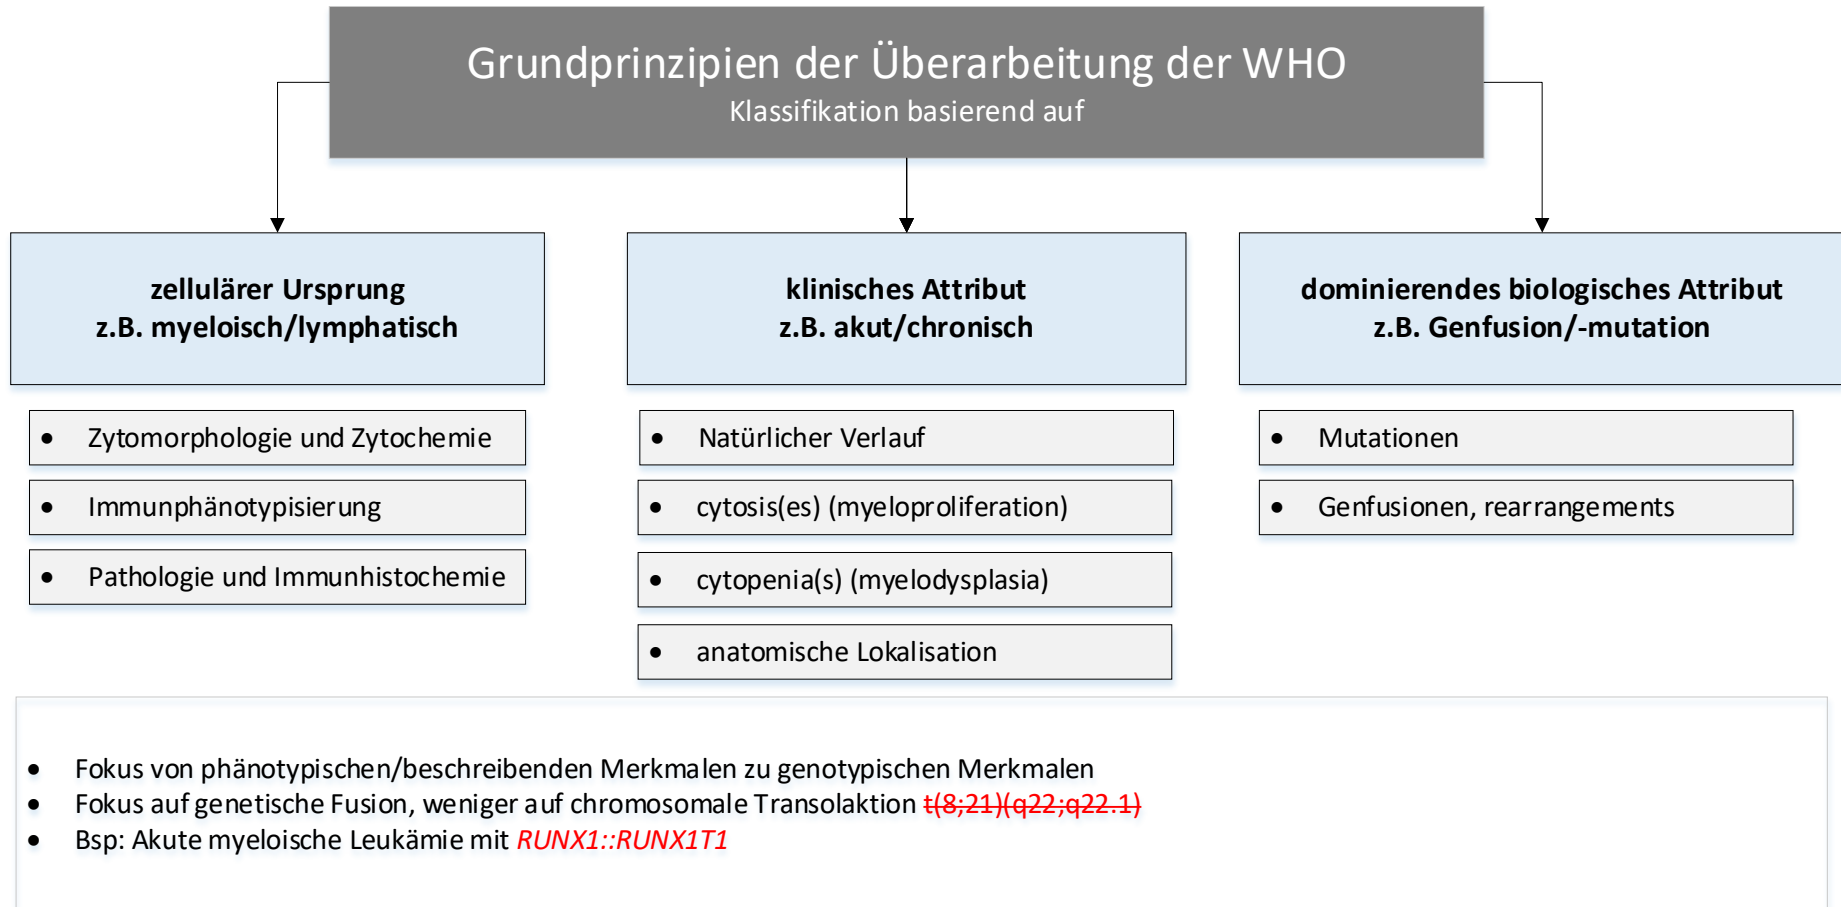 Grundprinzipien der Überarbeitung der WHO
Klassifikation basierend auf
zellulärer Ursprung
z.B. myeloisch/lymphatisch
• Zytomorphologie und Zytochemie
• Immunphänotypisierung
• Pathologie und Immunhistochemie
klinisches Attribut
z.B. akut/chronisch
• Natürlicher Verlauf
• cytosis(es) (myeloproliferation)
• cytopenia(s) (myelodysplasia)
• anatomische Lokalisation
dominierendes biologisches Attribut
z.B. Genfusion/-mutation
• Mutationen
• Genfusionen, rearrangements
• Fokus von phänotypischen/beschreibenden Merkmalen zu genotypischen Merkmalen
• Fokus auf genetische Fusion, weniger auf chromosomale Transolaktion t(8;21)(q22;q22.1)
• Bsp: Akute myeloische Leukämie mit RUNX1::RUNX1T1